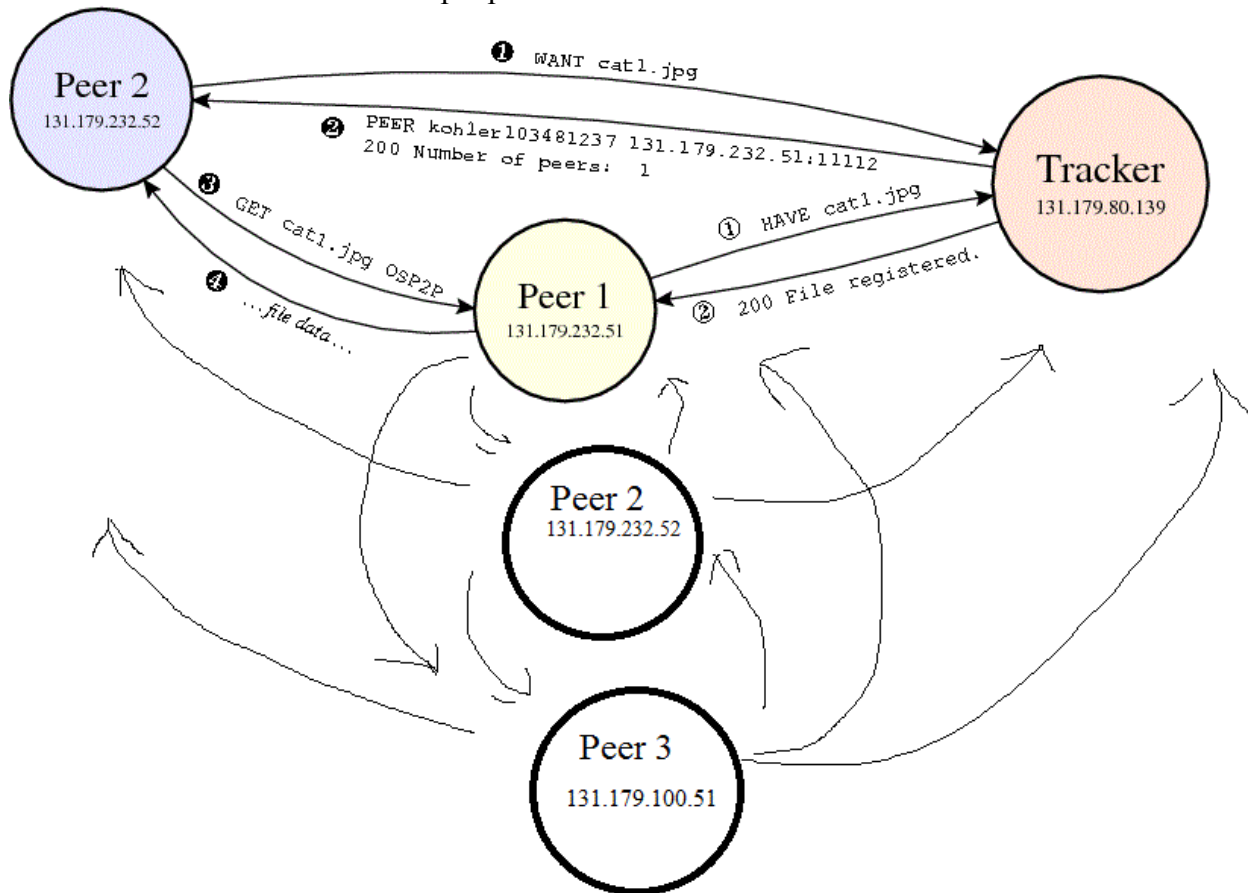 ❶ WANT cat1.jpg
Peer 2
131.179.232.52
❷ PEER kohler103481237 131.179.232.51:11112
200 Number of peers: 1
Tracker
131.179.80.139
❸ GET cat1.jpg OSP2P
① HAVE cat1.jpg
❹ ...file data...
Peer 1
131.179.232.51
② 200 File registered.
Peer 2
131.179.232.52
Peer 3
131.179.100.51